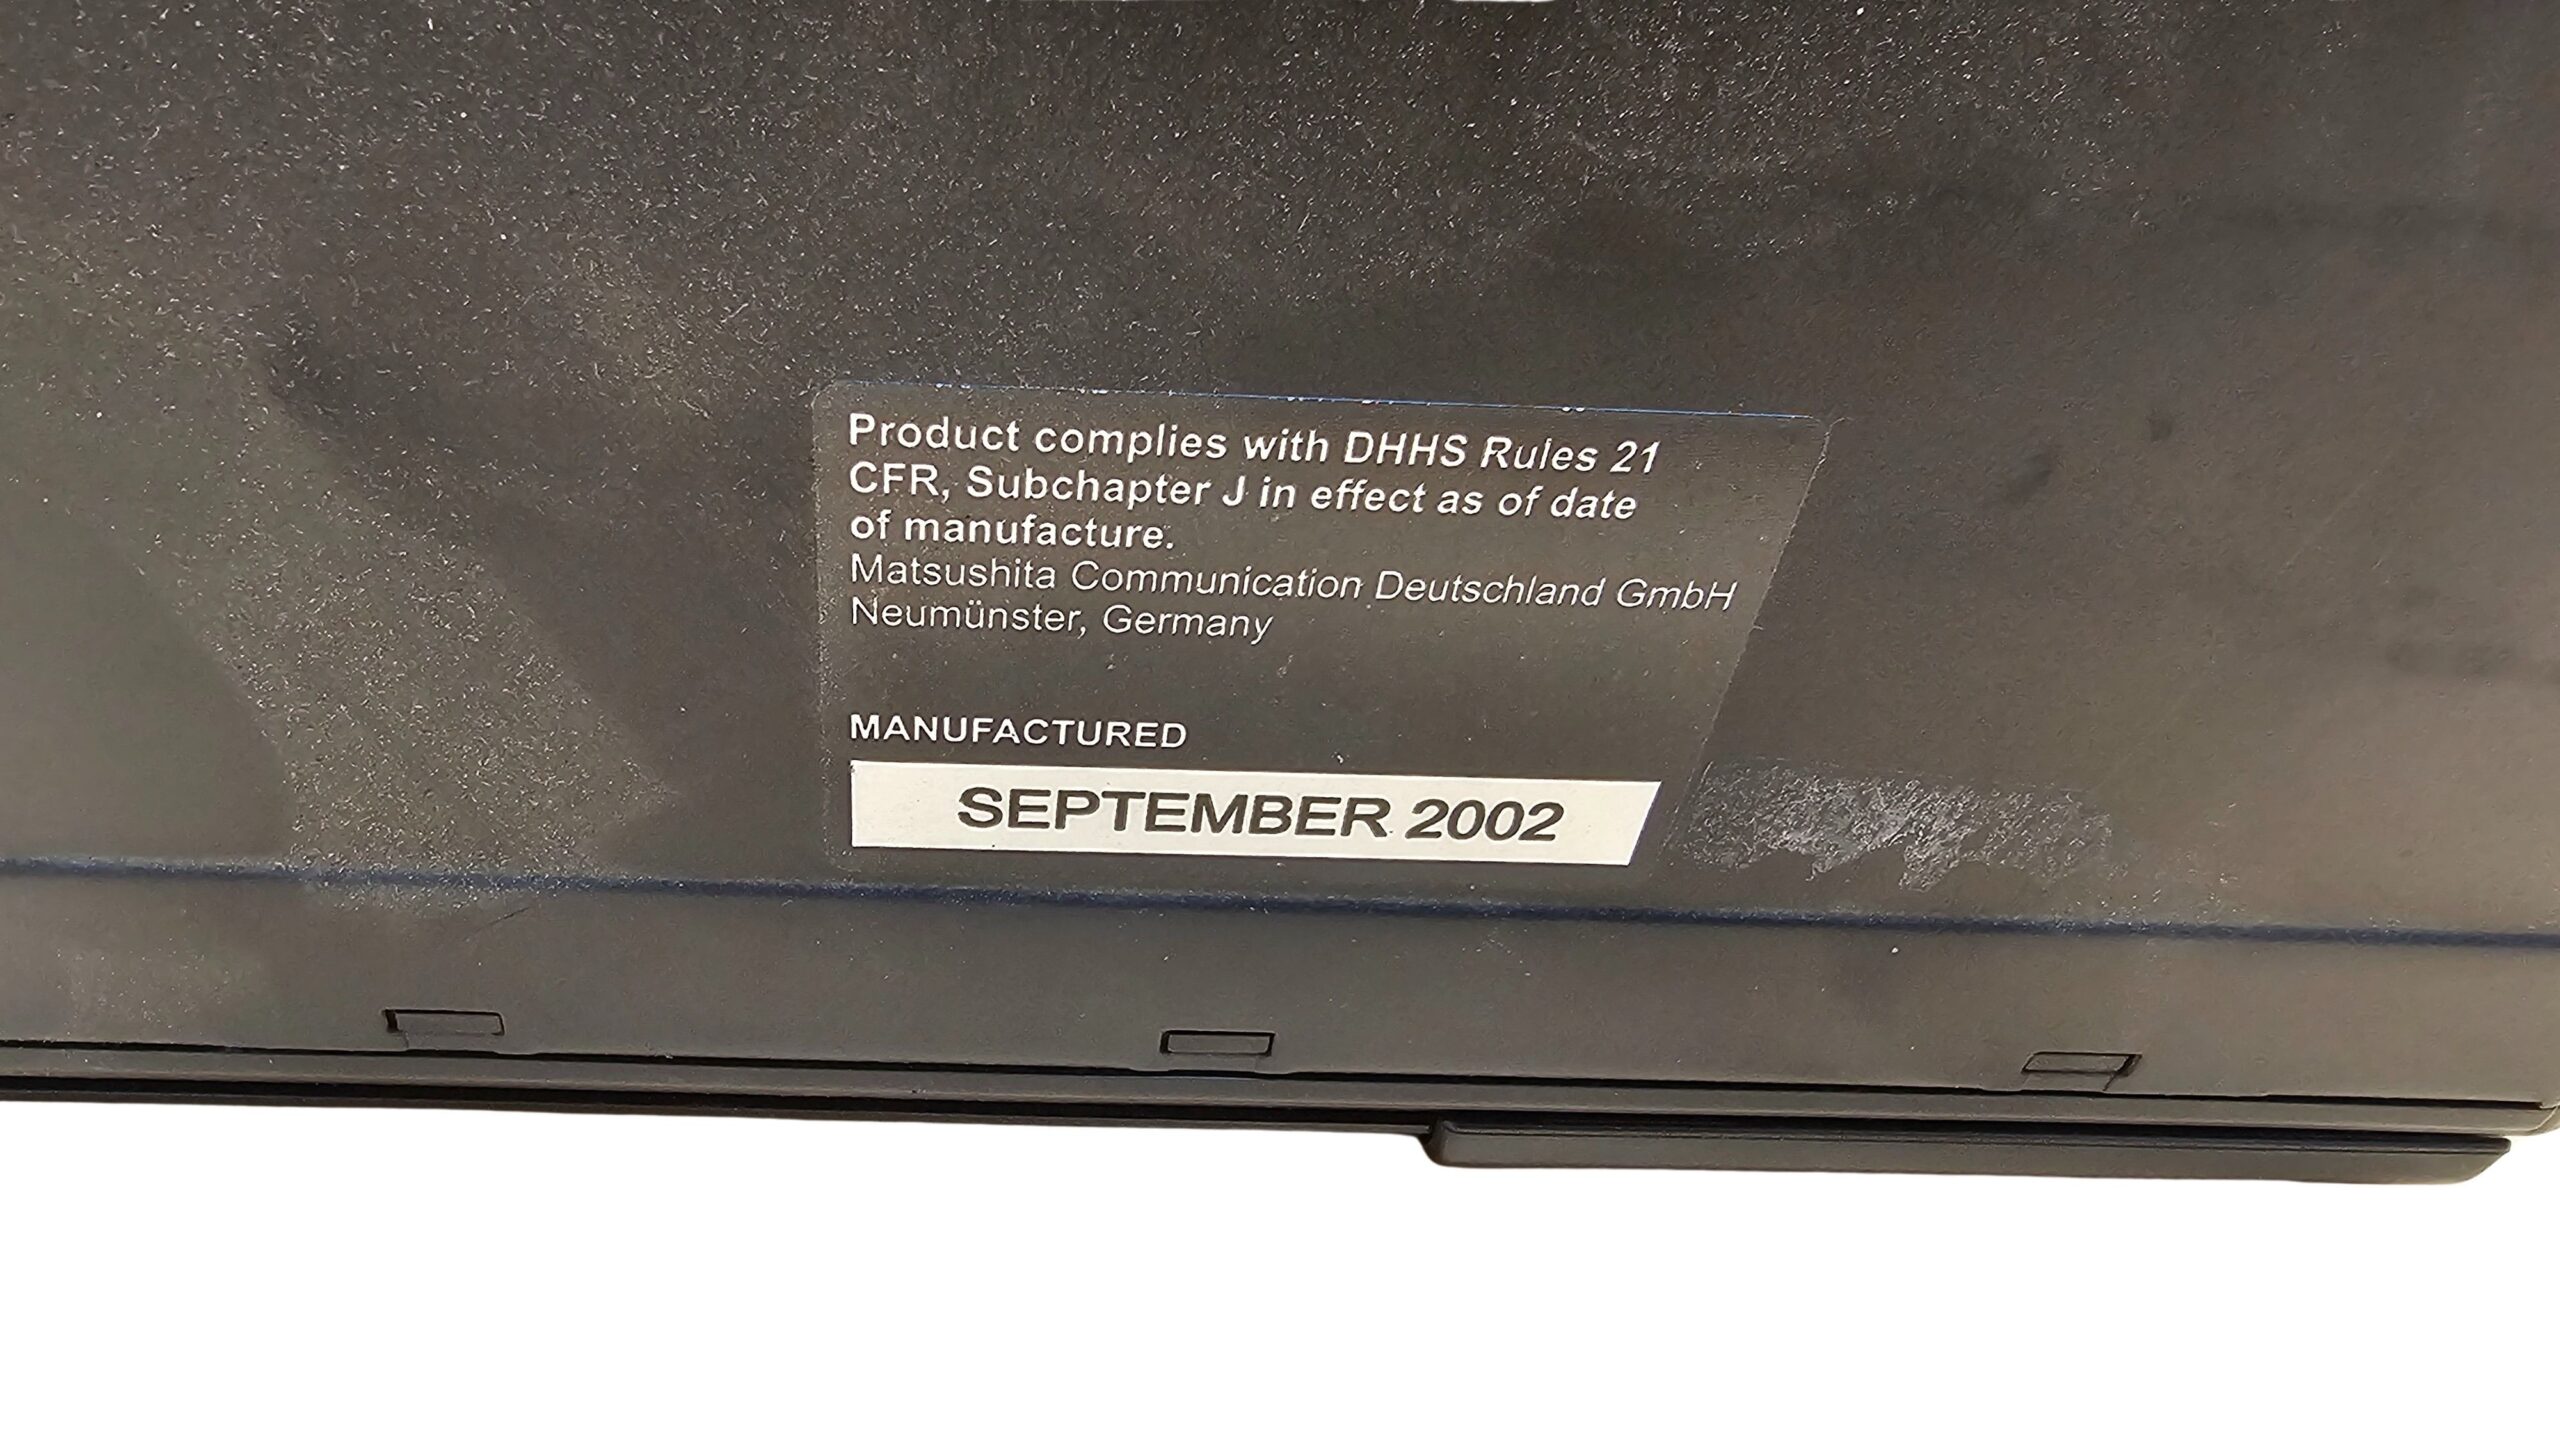 Product complies with DHHS Rules 21
CFR, Subchapter J in effect as of date
of manufacture.
Matsushita Communication Deutschland GmbH
Neumünster, Germany
MANUFACTURED
SEPTEMBER 2002